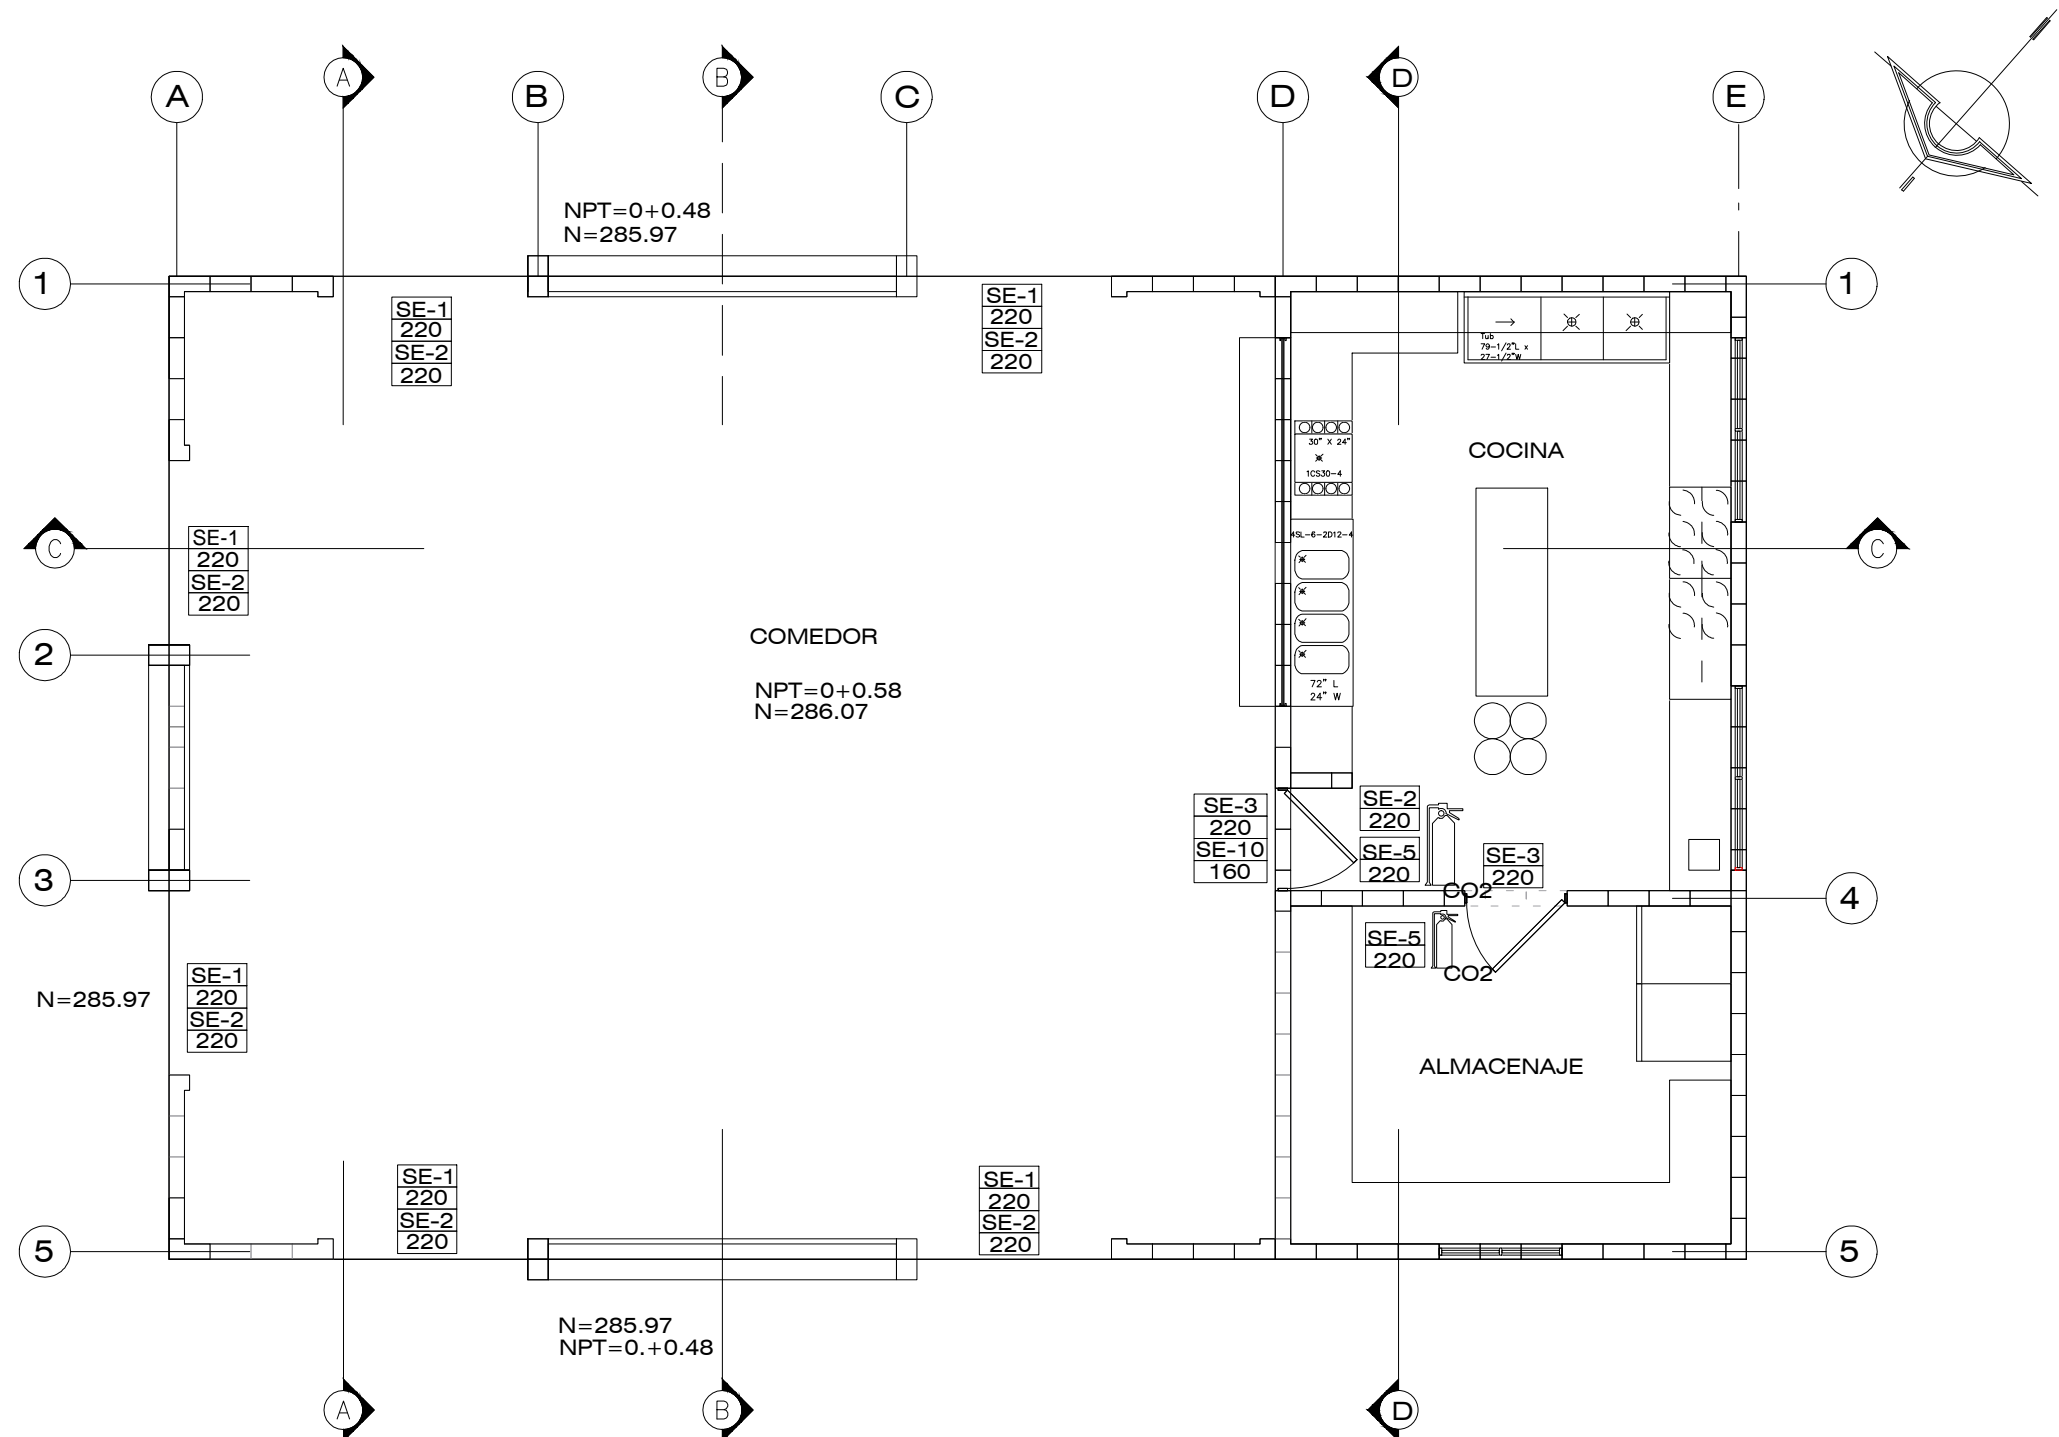 A
A
B
B
C
D
D
E
NPT=0+0.48
N=285.97
1
1
SE-1
220
SE-2
220
SE-1
220
SE-2
220
Tub
79-1/2"L x
27-1/2"W
30" X 24"
1CS30-4
COCINA
C
SE-1
220
SE-2
220
4SL-6-2D12-4
C
2
COMEDOR
NPT=0+0.58
N=286.07
72" L
24" W
3
SE-3
220
SE-10
160
SE-2
220
SE-5
220
SE-3
220
CO2
4
SE-5
220
CO2
N=285.97
SE-1
220
SE-2
220
ALMACENAJE
SE-1
220
SE-2
220
SE-1
220
SE-2
220
5
5
N=285.97
NPT=0.+0.48
A
B
D